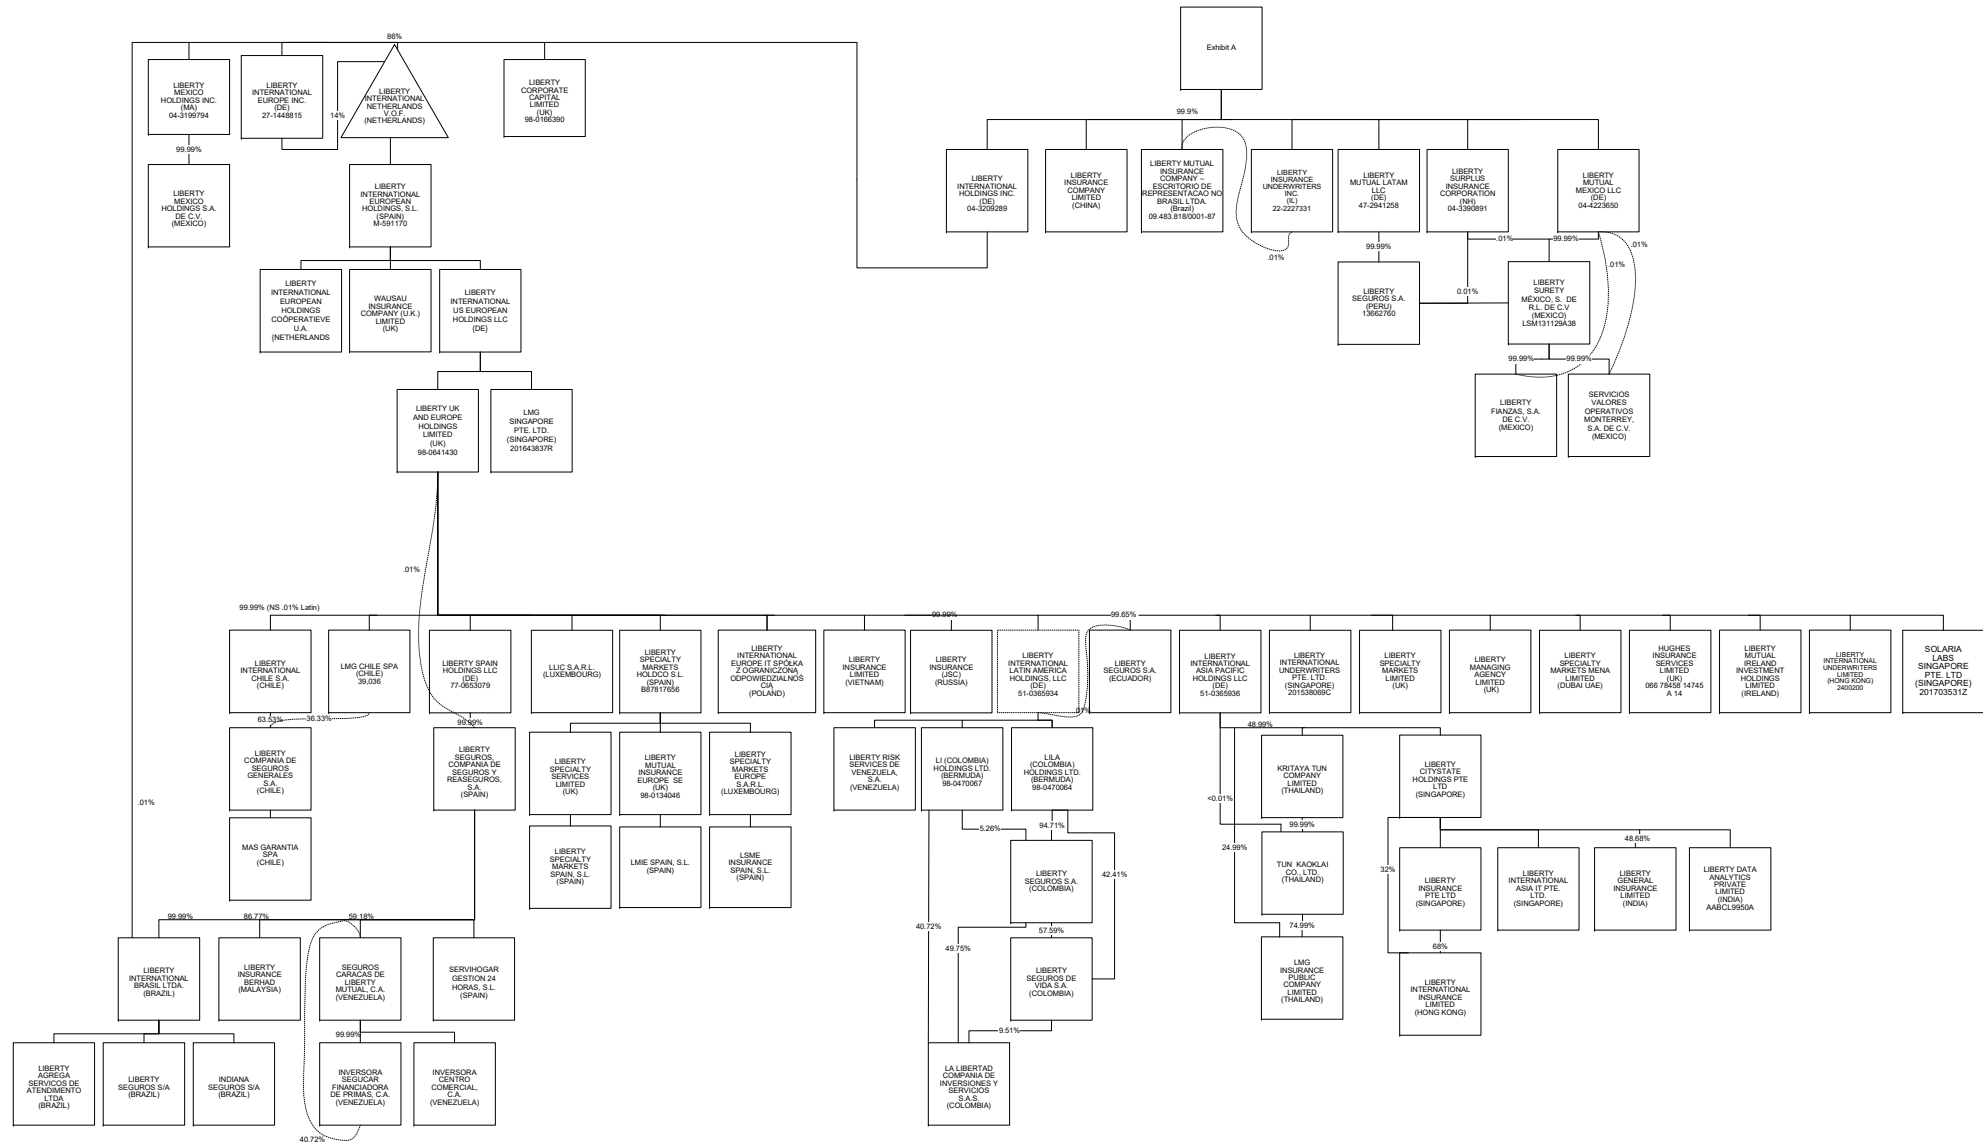 Exhibit A
86%
LIBERTY
MEXICO
HOLDINGS INC.
(MA)
04-3199794
LIBERTY
INTERNATIONAL
EUROPE INC.
(DE)
27-1448815
14%
LIBERTY
INTERNATIONAL
NETHERLANDS
V.O.F.
(NETHERLANDS)
LIBERTY
CORPORATE
CAPITAL
LIMITED
(UK)
98-0166390
99.9%
99.99%
LIBERTY
MEXICO
HOLDINGS S.A.
DE C.V.
(MEXICO)
LIBERTY
INTERNATIONAL
EUROPEAN
HOLDINGS, S.L.
(SPAIN)
M-591170
LIBERTY
INTERNATIONAL
HOLDINGS INC.
(DE)
04-3209289
LIBERTY
INSURANCE
COMPANY
LIMITED
(CHINA)
LIBERTY MUTUAL
INSURANCE
COMPANY –
ESCRITORIO DE
REPRESENTACAO NO
BRASIL LTDA.
(Brazil)
09.483.818/0001-87
LIBERTY
INSURANCE
UNDERWRITERS
INC.
(IL)
22-2227331
LIBERTY
MUTUAL LATAM
LLC
(DE)
47-2941258
LIBERTY
SURPLUS
INSURANCE
CORPORATION
(NH)
04-3390891
LIBERTY
MUTUAL
MEXICO LLC
(DE)
04-4223650
.01%
99.99%
.01%
99.99%
.01%
.01%
LIBERTY
INTERNATIONAL
EUROPEAN
HOLDINGS
COÖPERATIEVE
U.A.
(NETHERLANDS
WAUSAU
INSURANCE
COMPANY (U.K.)
LIMITED
(UK)
LIBERTY
INTERNATIONAL
US EUROPEAN
HOLDINGS LLC
(DE)
LIBERTY
SEGUROS S.A.
(PERU)
13662760
0.01%
LIBERTY
SURETY
MÉXICO, S. DE
R.L. DE C.V
(MEXICO)
LSM131129A38
99.99%
99.99%
LIBERTY
FIANZAS, S.A.
DE C.V.
(MEXICO)
SERVICIOS
VALORES
OPERATIVOS
MONTERREY,
S.A. DE C.V.
(MEXICO)
LIBERTY UK
AND EUROPE
HOLDINGS
LIMITED
(UK)
98-0641430
LMG
SINGAPORE
PTE. LTD.
(SINGAPORE)
201643837R
.01%
99.99% (NS .01% Latin)
99.99%
99.65%
LIBERTY
INTERNATIONAL
CHILE S.A.
(CHILE)
LMG CHILE SPA
(CHILE)
39,036
LIBERTY SPAIN
HOLDINGS LLC
(DE)
77-0653079
LLIC S.A.R.L.
(LUXEMBOURG)
LIBERTY
SPECIALTY
MARKETS
HOLDCO S.L.
(SPAIN)
B87817656
LIBERTY
INTERNATIONAL
EUROPE IT SPÓŁKA
Z OGRANICZONĄ
ODPOWIEDZIALNOŚ
CIĄ
(POLAND)
LIBERTY
INSURANCE
LIMITED
(VIETNAM)
LIBERTY
INSURANCE
(JSC)
(RUSSIA)
LIBERTY
INTERNATIONAL
LATIN AMERICA
HOLDINGS, LLC
(DE)
51-0365934
LIBERTY
SEGUROS S.A.
(ECUADOR)
LIBERTY
INTERNATIONAL
ASIA PACIFIC
HOLDINGS LLC
(DE)
51-0365936
LIBERTY
INTERNATIONAL
UNDERWRITERS
PTE. LTD.
(SINGAPORE)
201538069C
LIBERTY
SPECIALTY
MARKETS
LIMITED
(UK)
LIBERTY
MANAGING
AGENCY
LIMITED
(UK)
LIBERTY
SPECIALTY
MARKETS MENA
LIMITED
(DUBAI UAE)
HUGHES
INSURANCE
SERVICES
LIMITED
(UK)
066 78458 14745
A 14
LIBERTY
MUTUAL
IRELAND
INVESTMENT
HOLDINGS
LIMITED
(IRELAND)
LIBERTY
INTERNATIONAL
UNDERWRITERS
LIMITED
(HONG KONG)
2400200
SOLARIA
LABS
SINGAPORE
PTE. LTD
(SINGAPORE)
201703531Z
63.53%
36.33%
99.99%
.01%
48.99%
LIBERTY
COMPANIA DE
SEGUROS
GENERALES
S.A.
(CHILE)
LIBERTY
SEGUROS,
COMPANIA DE
SEGUROS Y
REASEGUROS,
S.A.
(SPAIN)
LIBERTY
SPECIALTY
SERVICES
LIMITED
(UK)
LIBERTY
MUTUAL
INSURANCE
EUROPE SE
(UK)
98-0134046
LIBERTY
SPECIALTY
MARKETS
EUROPE
S.A.R.L.
(LUXEMBOURG)
LIBERTY RISK
SERVICES DE
VENEZUELA,
S.A.
(VENEZUELA)
LI (COLOMBIA)
HOLDINGS LTD.
(BERMUDA)
98-0470067
LILA
(COLOMBIA)
HOLDINGS LTD.
(BERMUDA)
98-0470064
KRITAYA TUN
COMPANY
LIMITED
(THAILAND)
LIBERTY
CITYSTATE
HOLDINGS PTE
LTD
(SINGAPORE)
.01%
<0.01%
5.26%
94.71%
99.99%
48.68%
MAS GARANTIA
SPA
(CHILE)
LIBERTY
SPECIALTY
MARKETS
SPAIN, S.L.
(SPAIN)
LMIE SPAIN, S.L.
(SPAIN)
LSME
INSURANCE
SPAIN, S.L.
(SPAIN)
LIBERTY
SEGUROS S.A.
(COLOMBIA)
42.41%
24.99%
TUN KAOKLAI
CO., LTD.
(THAILAND)
32%
LIBERTY
INSURANCE
PTE LTD
(SINGAPORE)
LIBERTY
INTERNATIONAL
ASIA IT PTE.
LTD.
(SINGAPORE)
LIBERTY
GENERAL
INSURANCE
LIMITED
(INDIA)
LIBERTY DATA
ANALYTICS
PRIVATE
LIMITED
(INDIA)
AABCL9950A
99.99%
86.77%
59.18%
40.72%
49.75%
57.59%
74.99%
68%
LIBERTY
INTERNATIONAL
BRASIL LTDA.
(BRAZIL)
LIBERTY
INSURANCE
BERHAD
(MALAYSIA)
SEGUROS
CARACAS DE
LIBERTY
MUTUAL, C.A.
(VENEZUELA)
SERVIHOGAR
GESTION 24
HORAS, S.L.
(SPAIN)
LIBERTY
SEGUROS DE
VIDA S.A.
(COLOMBIA)
LMG
INSURANCE
PUBLIC
COMPANY
LIMITED
(THAILAND)
LIBERTY
INTERNATIONAL
INSURANCE
LIMITED
(HONG KONG)
99.99%
9.51%
LIBERTY
AGREGA
SERVICOS DE
ATENDIMENTO
LTDA
(BRAZIL)
LIBERTY
SEGUROS S/A
(BRAZIL)
INDIANA
SEGUROS S/A
(BRAZIL)
INVERSORA
SEGUCAR
FINANCIADORA
DE PRIMAS, C.A.
(VENEZUELA)
INVERSORA
CENTRO
COMERCIAL,
C.A.
(VENEZUELA)
LA LIBERTAD
COMPANIA DE
INVERSIONES Y
SERVICIOS
S.A.S.
(COLOMBIA)
40.72%